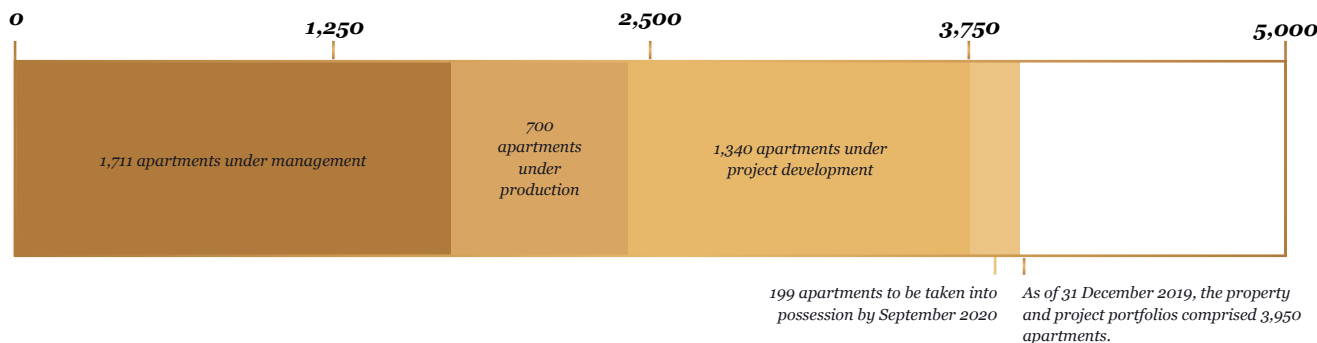 0
1,250
2,500
3,750
5,000
1,711 apartments under management
700
apartments
under
production
1,340 apartments under
project development
199 apartments to be taken into
possession by September 2020
As of 31 December 2019, the property
and project portfolios comprised 3,950
apartments.